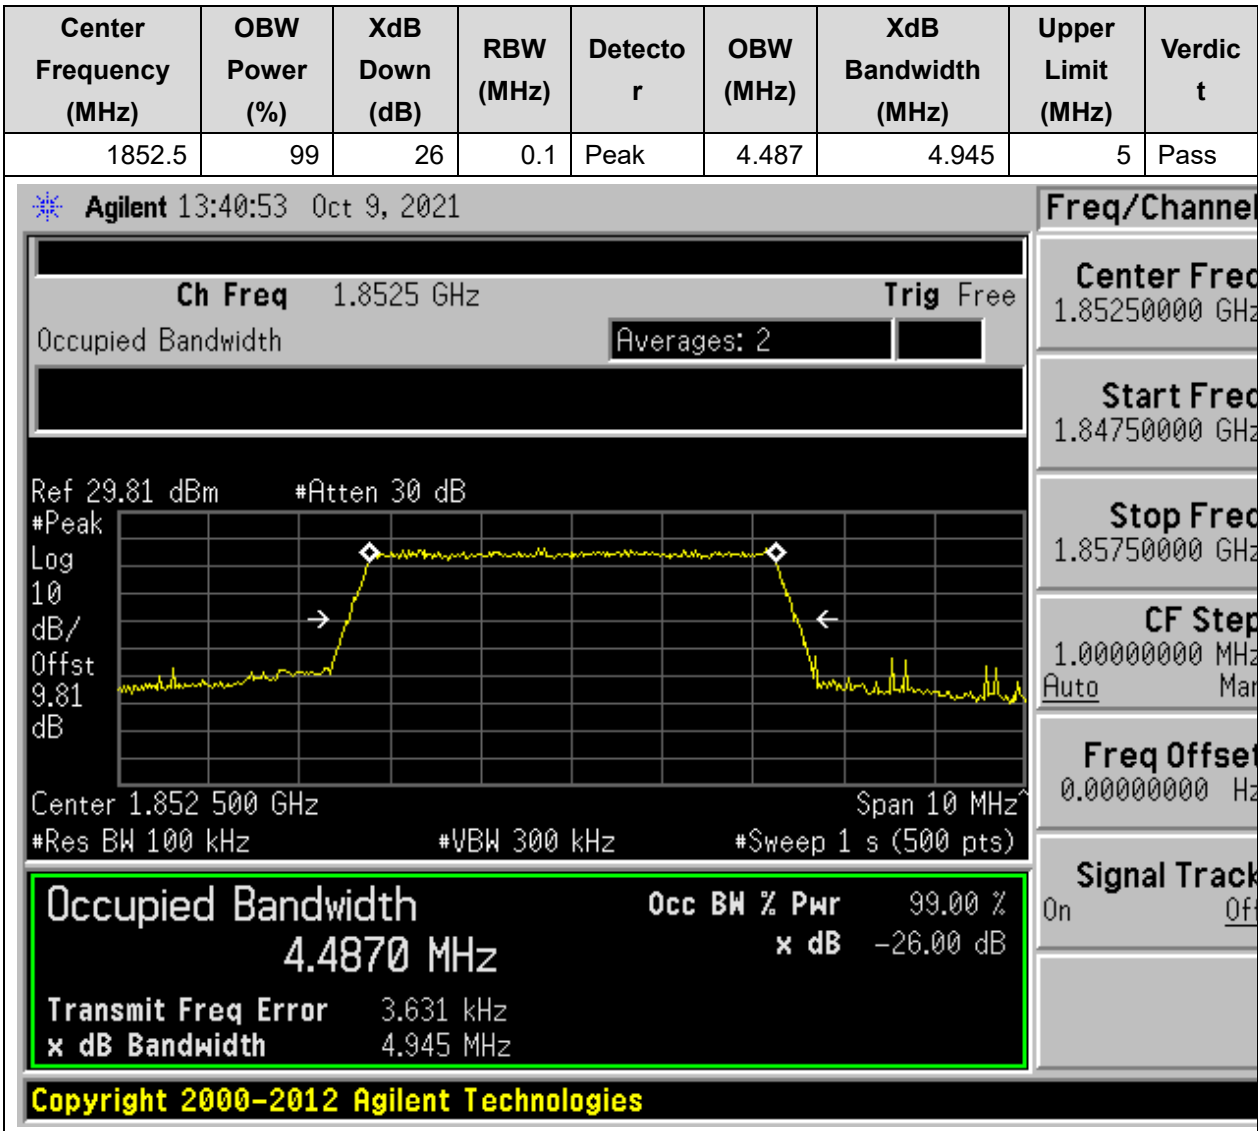 Center Frequency (MHz) OBW Power (%) XdB Down (dB) RBW (MHz) Detector OBW (MHz) XdB Bandwidth (MHz) Upper Limit (MHz) Verdict
1852.5 99 26 0.1 Peak 4.487 4.945 5 Pass
Agilent 13:40:53 Oct 9, 2021
Freq/Channel
Ch Freq 1.8525 GHz Trig Free
Occupied Bandwidth Averages: 2
Center Freq
1.85250000 GHz
Start Freq
1.84750000 GHz
Stop Freq
1.85750000 GHz
CF Step
1.00000000 MHz
Auto Man
Freq Offset
0.00000000 Hz
Signal Track
On Off
Ref 29.81 dBm #Atten 30 dB
#Peak
Log
10
dB/
Offst
9.81
dB
Center 1.852 500 GHz Span 10 MHz^
#Res BW 100 kHz #VBW 300 kHz #Sweep 1 s (500 pts)
Occupied Bandwidth Occ BW % Pwr 99.00 %
4.4870 MHz x dB -26.00 dB
Transmit Freq Error 3.631 kHz
x dB Bandwidth 4.945 MHz
Copyright 2000-2012 Agilent Technologies